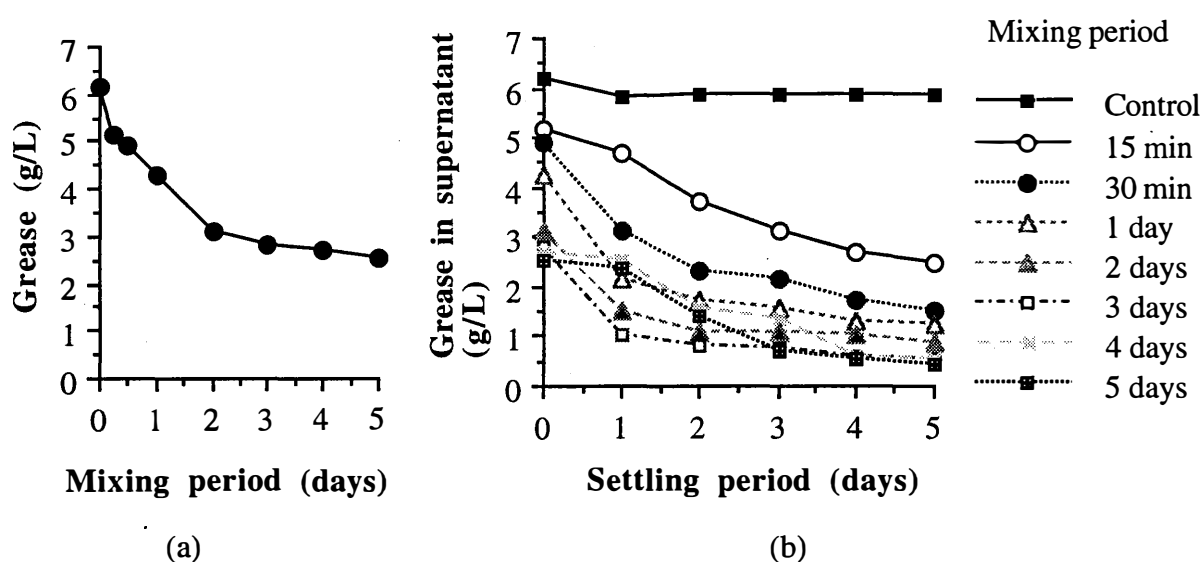 Grease (g/L)
7
6
5
4
3
2
1
0
0 1 2 3 4 5
Mixing period (days)
(a)
Grease in supernatant
(g/L)
7
6
5
4
3
2
1
0
0 1 2 3 4 5
Settling period (days)
(b)
Mixing period
Control
15 min
30 min
1 day
2 days
3 days
4 days
5 days